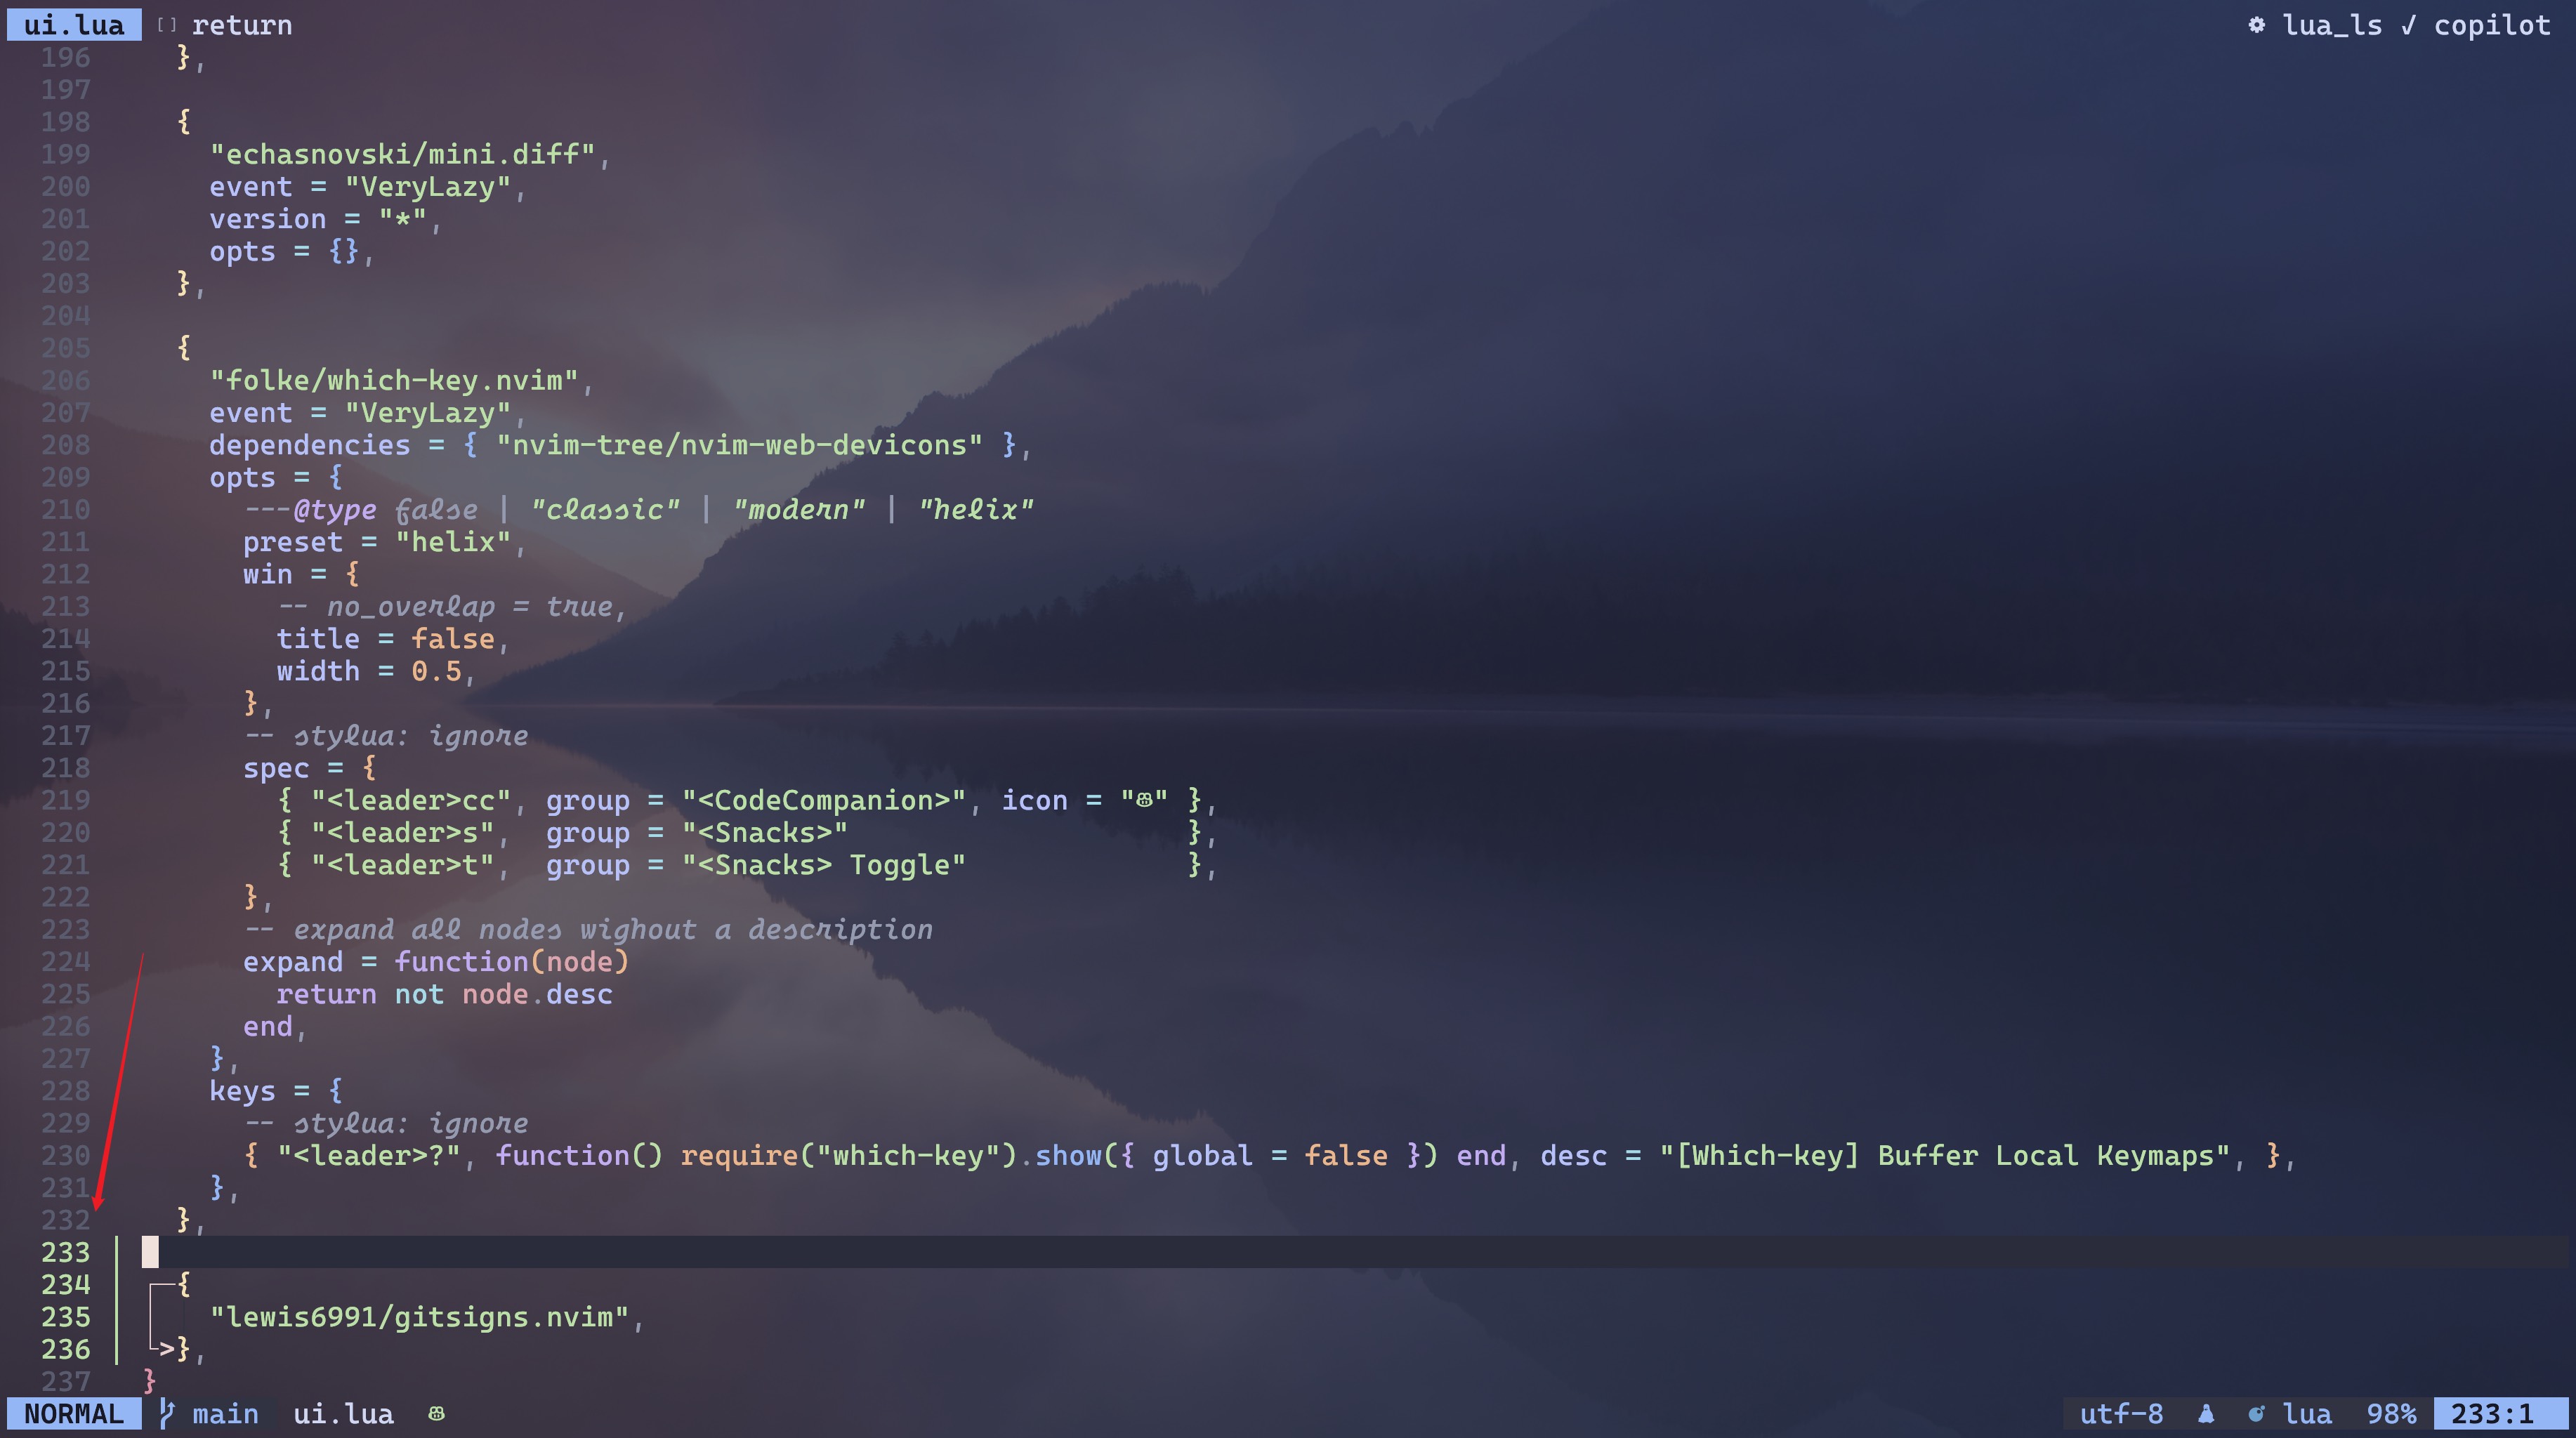 ui.lua [] return lua_ls ✓ copilot
196 },
197
198 {
199 "echasnovski/mini.diff",
200 event = "VeryLazy",
201 version = "*",
202 opts = {},
203 },
204
205 {
206 "folke/which-key.nvim",
207 event = "VeryLazy",
208 dependencies = { "nvim-tree/nvim-web-devicons" },
209 opts = {
210 ---@type false | "classic" | "modern" | "helix"
211 preset = "helix",
212 win = {
213 -- no_overlap = true,
214 title = false,
215 width = 0.5,
216 },
217 -- stylua: ignore
218 spec = {
219 { "<leader>cc", group = "<CodeCompanion>", icon = "" },
220 { "<leader>s", group = "<Snacks>" },
221 { "<leader>t", group = "<Snacks> Toggle" },
222 },
223 -- expand all nodes wighout a description
224 expand = function(node)
225 return not node.desc
226 end,
227 },
228 keys = {
229 -- stylua: ignore
230 { "<leader>?", function() require("which-key").show({ global = false }) end, desc = "[Which-key] Buffer Local Keymaps", },
231 },
232 },
233
234 {
235 "lewis6991/gitsigns.nvim",
236 },
237 }
NORMAL main ui.lua utf-8 lua 98% 233:1